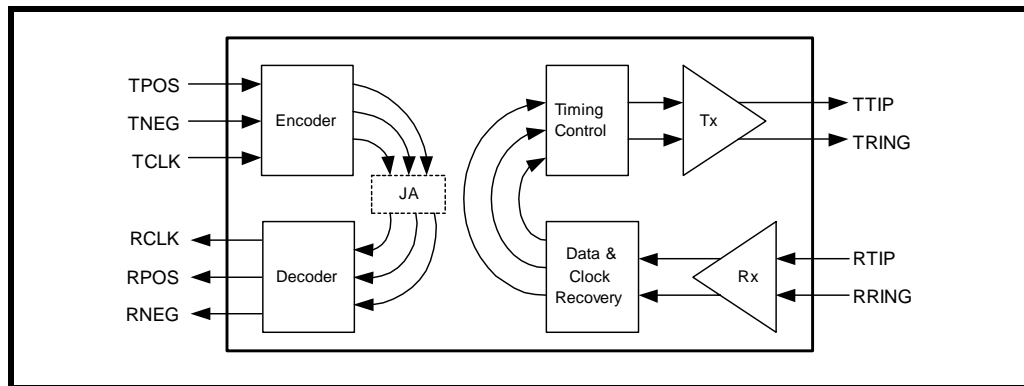 TPOS
TNEG
TCLK
Encoder
JA
RCLK
RPOS
RNEG
Decoder
Timing
Control
Tx
TTIP
TRING
Data &
Clock
Recovery
Rx
RTIP
RRING